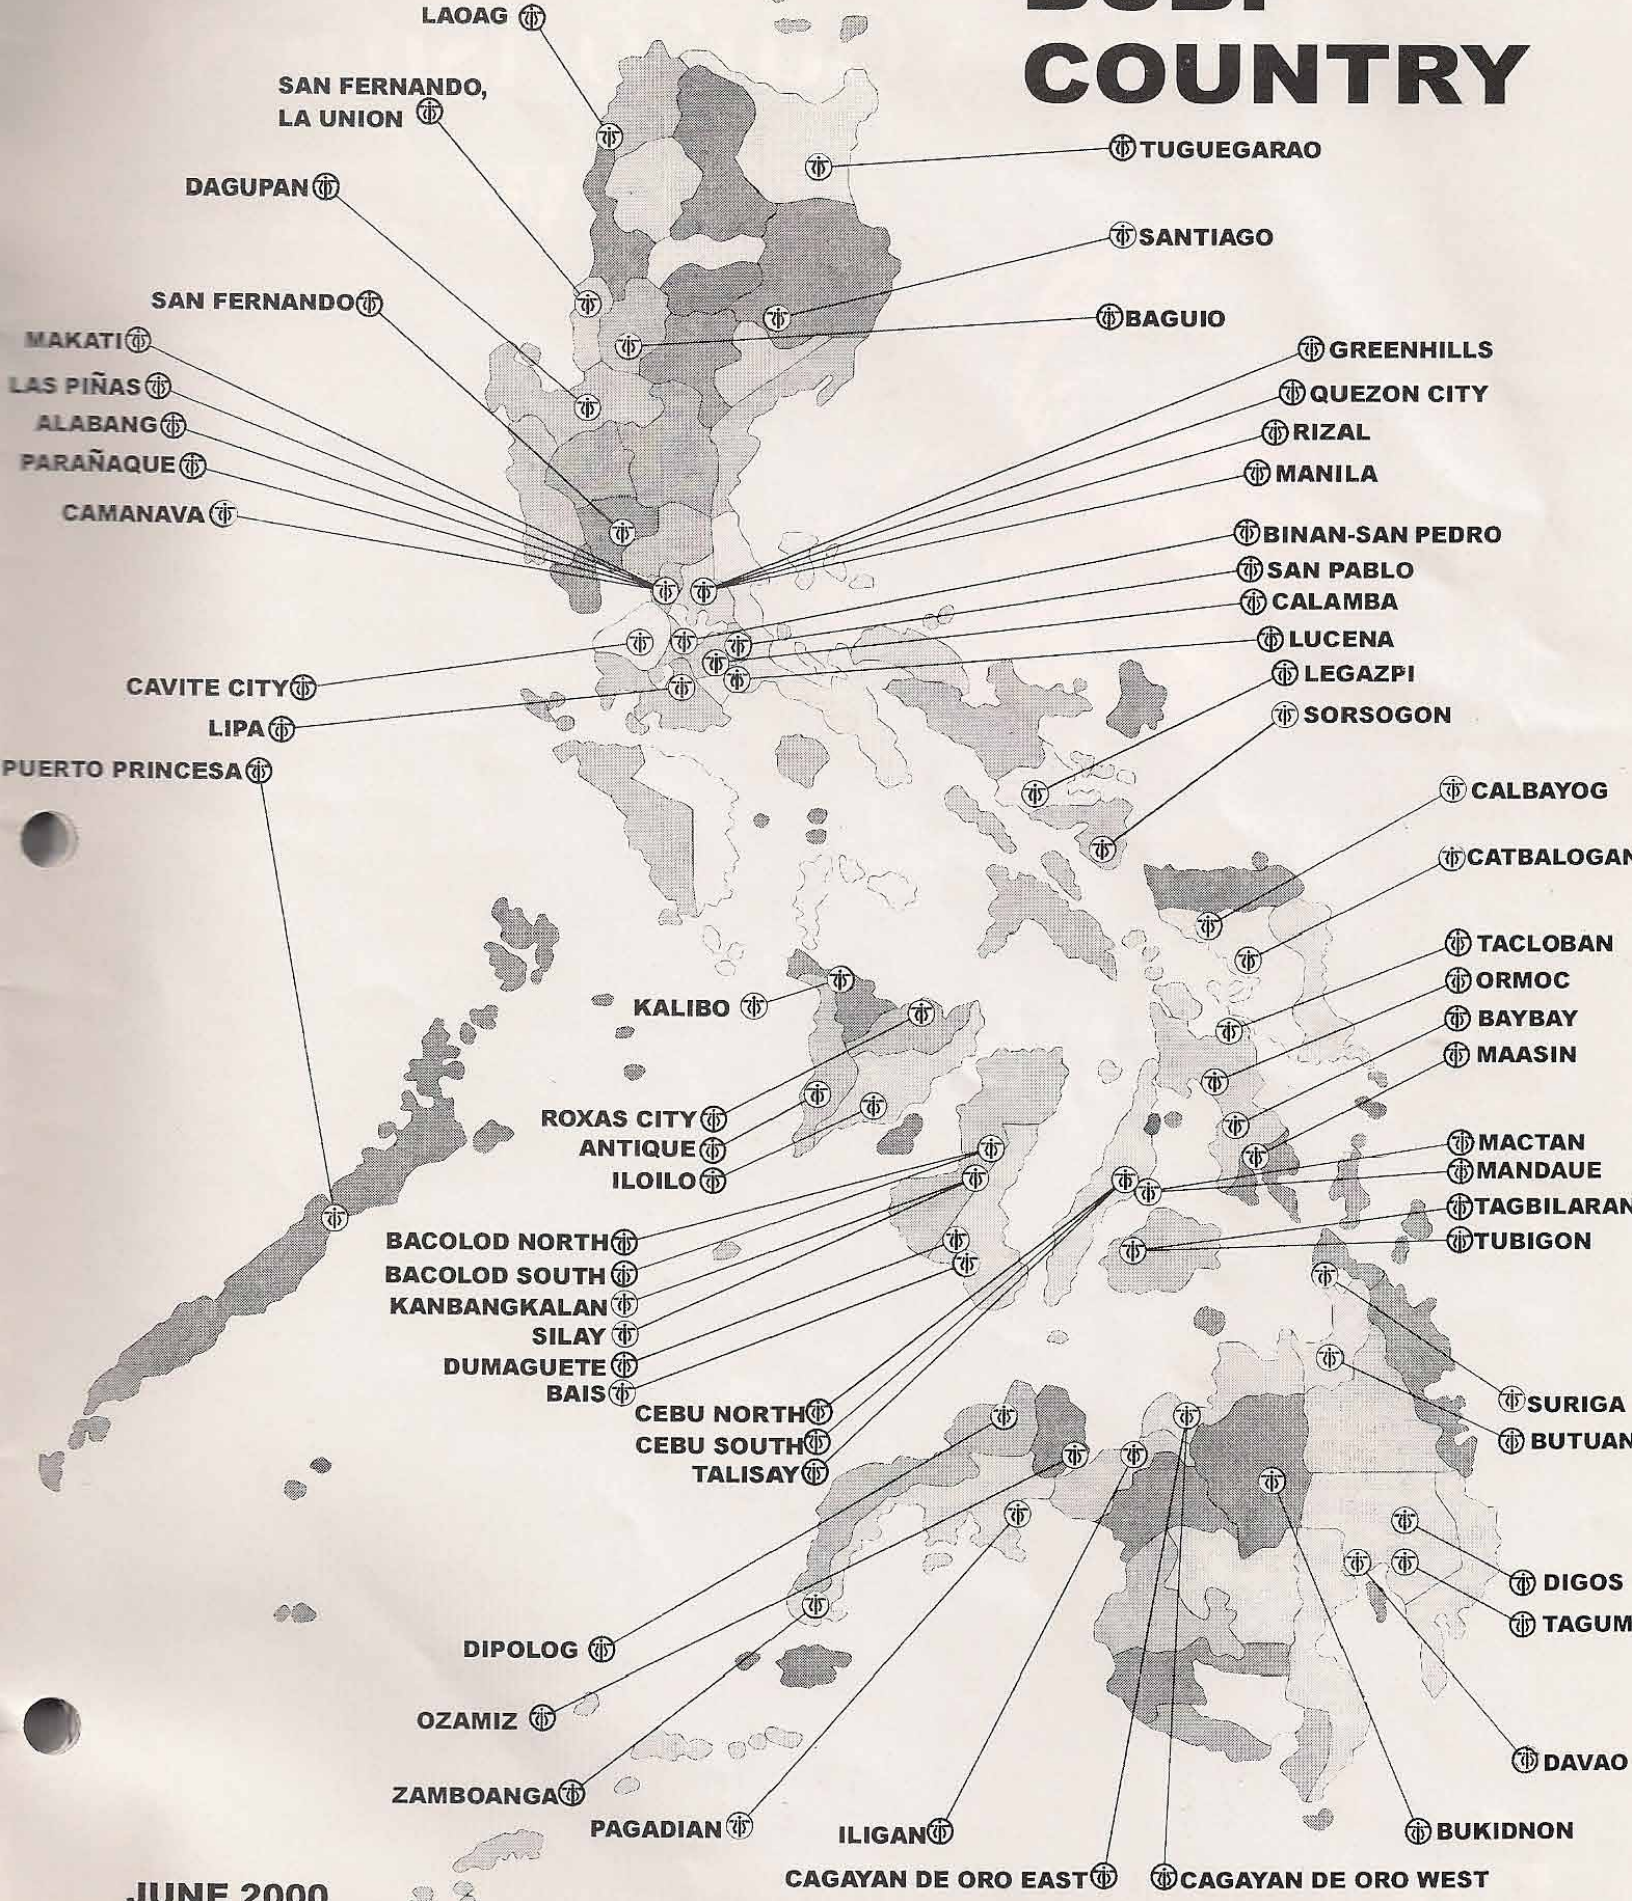 COUNTRY
LAOAG
SAN FERNANDO,
LA UNION
DAGUPAN
SAN FERNANDO
MAKATI
LAS PIÑAS
ALABANG
PARAÑAQUE
CAMANAVA
CAVITE CITY
LIPA
PUERTO PRINCESA
TUGUEGARAO
SANTIAGO
BAGUIO
GREENHILLS
QUEZON CITY
RIZAL
MANILA
BINAN-SAN PEDRO
SAN PABLO
CALAMBA
LUCENA
LEGAZPI
SORSOGON
CALBAYOG
CATBALOGAN
TACLOBAN
ORMOC
BAYBAY
MAASIN
MACTAN
MANDAUE
TAGBILARAN
TUBIGON
KALIBO
ROXAS CITY
ANTIQUE
ILOILO
BACOLOD NORTH
BACOLOD SOUTH
KANBANGKALAN
SILAY
DUMAGUETE
BAIS
CEBU NORTH
CEBU SOUTH
TALISAY
SURIGA
BUTUAN
DIGOS
TAGUM
DAVAO
BUKIDNON
DIPOLOG
OZAMIZ
ZAMBOANGA
PAGADIAN
ILIGAN
CAGAYAN DE ORO EAST
CAGAYAN DE ORO WEST
JUNE 2000